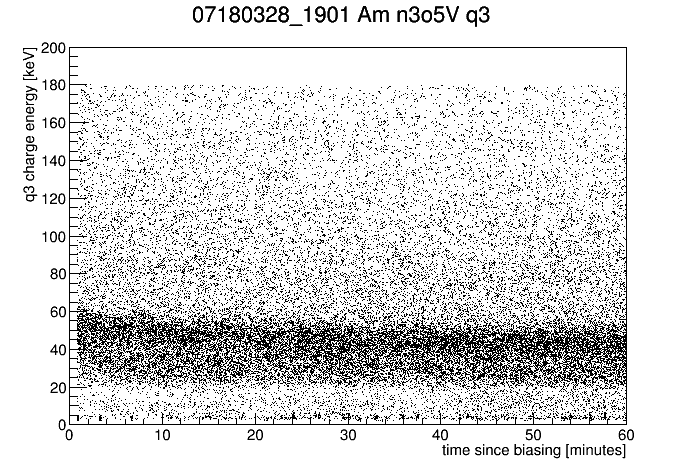 07180328_1901 Am n3o5V q3
q3 charge energy [keV]
200
180
160
140
120
100
80
60
40
20
0
0 10 20 30 40 50 60
time since biasing [minutes]